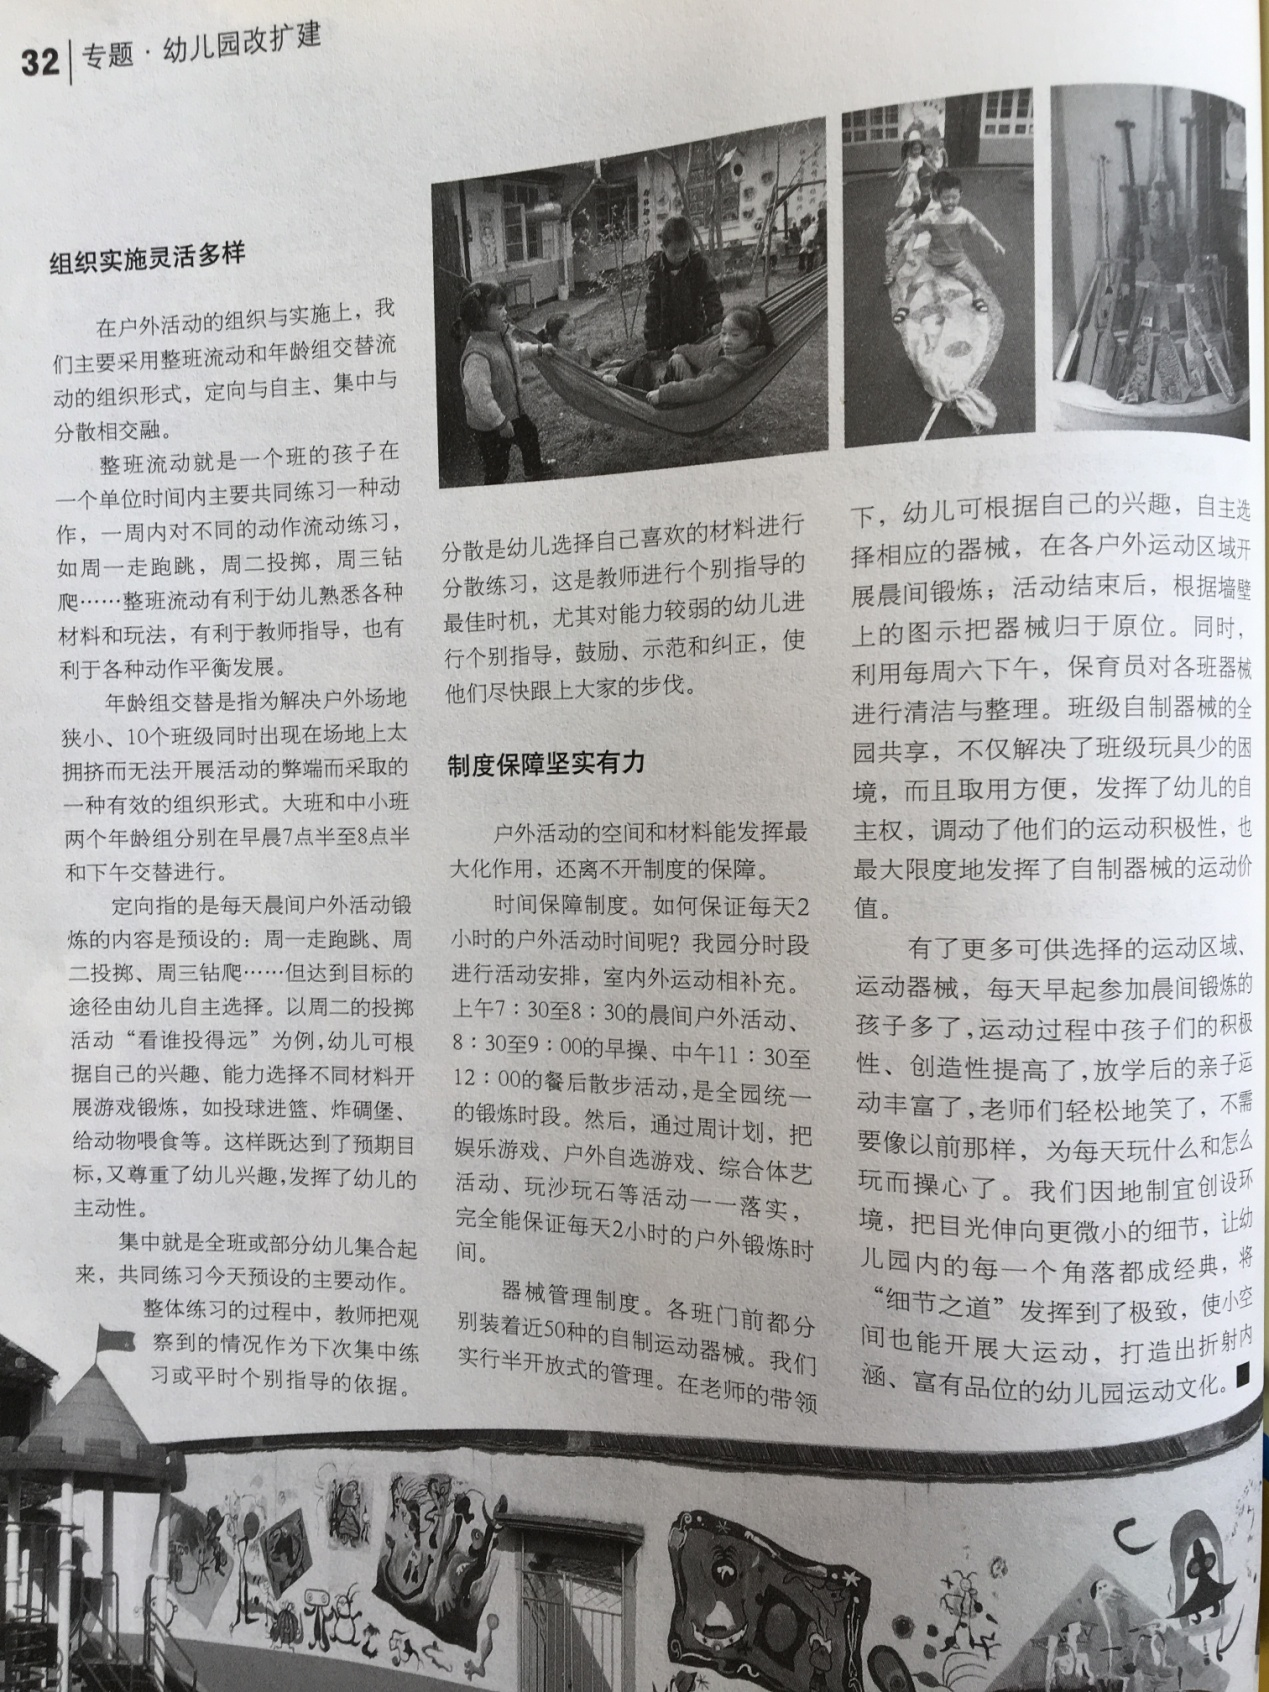 32 专题·幼儿园改扩建
组织实施灵活多样
在户外活动的组织与实施上，我
们主要采用整班流动和年龄组交替流
动的组织形式，定向与自主、集中与
分散相交融。
整班流动就是一个班的孩子在
一个单位时间内主要共同练习一种动
作，一周内对不同的动作流动练习，
如周一走跑跳，周二投掷，周三钻
爬……整班流动有利于幼儿熟悉各种
材料和玩法，有利于教师指导，也有
利于各种动作平衡发展。
年龄组交替是指为解决户外场地
狭小、10个班级同时出现在场地上太
拥挤而无法开展活动的弊端而采取的
一种有效的组织形式。大班和中小班
两个年龄组分别在早晨7点半至8点半
和下午交替进行。
定向指的是每天晨间户外活动锻
炼的内容是预设的：周一走跑跳、周
二投掷、周三钻爬……但达到目标的
途径由幼儿自主选择。以周二的投掷
活动“看谁投得远”为例，幼儿可根
据自己的兴趣、能力选择不同材料开
展游戏锻炼，如投球进篮、炸碉堡、
给动物喂食等。这样既达到了预期目
标，又尊重了幼儿兴趣，发挥了幼儿的
主动性。
集中就是全班或部分幼儿集合起
来，共同练习今天预设的主要动作。
整体练习的过程中，教师把观
察到的情况作为下次集中练
习或平时个别指导的依据。
分散是幼儿选择自己喜欢的材料进行
分散练习，这是教师进行个别指导的
最佳时机，尤其对能力较弱的幼儿进
行个别指导，鼓励、示范和纠正，使
他们尽快跟上大家的步伐。
制度保障坚实有力
户外活动的空间和材料能发挥最
大化作用，还离不开制度的保障。
时间保障制度。如何保证每天2
小时的户外活动时间呢？我园分时段
进行活动安排，室内外运动相补充。
上午7：30至8：30的晨间户外活动、
8：30至9：00的早操、中午11：30至
12：00的餐后散步活动，是全园统一
的锻炼时段。然后，通过周计划，把
娱乐游戏、户外自选游戏、综合体艺
活动、玩沙玩石等活动一一落实，
完全能保证每天2小时的户外锻炼时
间。
器械管理制度。各班门前都分
别装着近50种的自制运动器械。我们
实行半开放式的管理。在老师的带领
下，幼儿可根据自己的兴趣，自主选
择相应的器械，在各户外运动区域开
展晨间锻炼；活动结束后，根据墙壁
上的图示把器械归于原位。同时，
利用每周六下午，保育员对各班器械
进行清洁与整理。班级自制器械的全
园共享，不仅解决了班级玩具少的困
境，而且取用方便，发挥了幼儿的自
主权，调动了他们的运动积极性，也
最大限度地发挥了自制器械的运动价
值。
有了更多可供选择的运动区域、
运动器械，每天早起参加晨间锻炼的
孩子多了，运动过程中孩子们的积极
性、创造性提高了，放学后的亲子运
动丰富了，老师们轻松地笑了，不需
要像以前那样，为每天玩什么和怎么
玩而操心了。我们因地制宜创设环
境，把目光伸向更微小的细节，让幼
儿园内的每一个角落都成经典，将
“细节之道”发挥到了极致，使小空
间也能开展大运动，打造出折射内
涵、富有品位的幼儿园运动文化。■